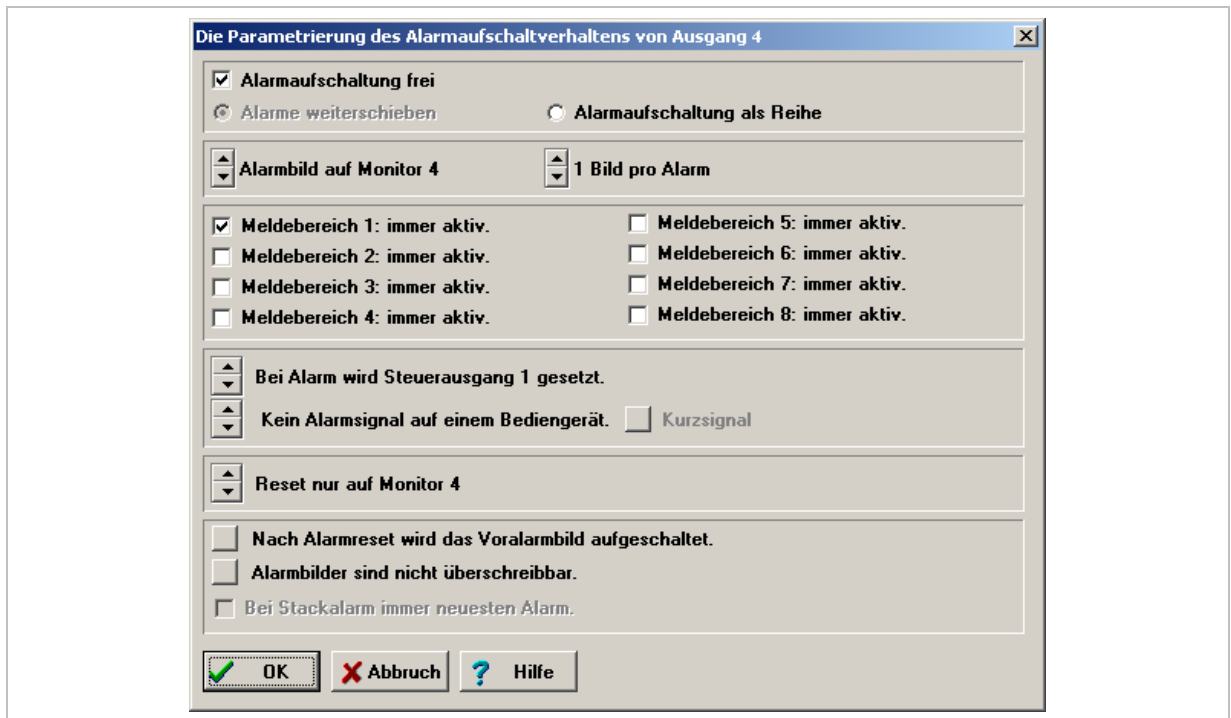 Die Parametrierung des Alarmaufschaltverhaltens von Ausgang 4
Alarmaufschaltung frei
Alarme weiterschieben
Alarmaufschaltung als Reihe
Alarmbild auf Monitor 4
1 Bild pro Alarm
Meldebereich 1: immer aktiv.
Meldebereich 2: immer aktiv.
Meldebereich 3: immer aktiv.
Meldebereich 4: immer aktiv.
Meldebereich 5: immer aktiv.
Meldebereich 6: immer aktiv.
Meldebereich 7: immer aktiv.
Meldebereich 8: immer aktiv.
Bei Alarm wird Steuerausgang 1 gesetzt.
Kein Alarmsignal auf einem Bediengerät.
Kurzsignal
Reset nur auf Monitor 4
Nach Alarmreset wird das Voralarmbild aufgeschaltet.
Alarmbilder sind nicht überschreibbar.
Bei Stackalarm immer neuesten Alarm.
OK
Abbruch
Hilfe